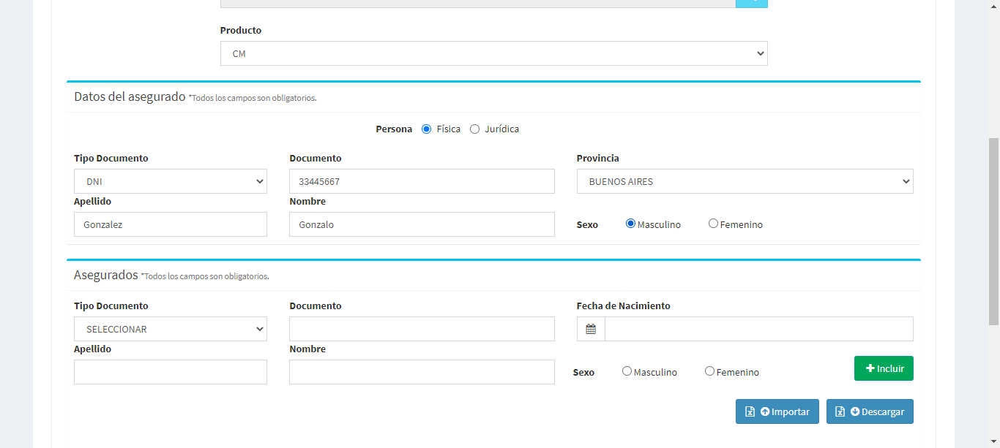 Producto
CM
Datos del asegurado *Todos los campos son obligatorios.
Persona Física Jurídica
Tipo Documento Documento Provincia
DNI 33445667 BUENOS AIRES
Apellido Nombre
Gonzalez Gonzalo Sexo Masculino Femenino
Asegurados *Todos los campos son obligatorios.
Tipo Documento Documento Fecha de Nacimiento
SELECCIONAR
Apellido Nombre
Sexo Masculino Femenino Incluir
Importar Descargar